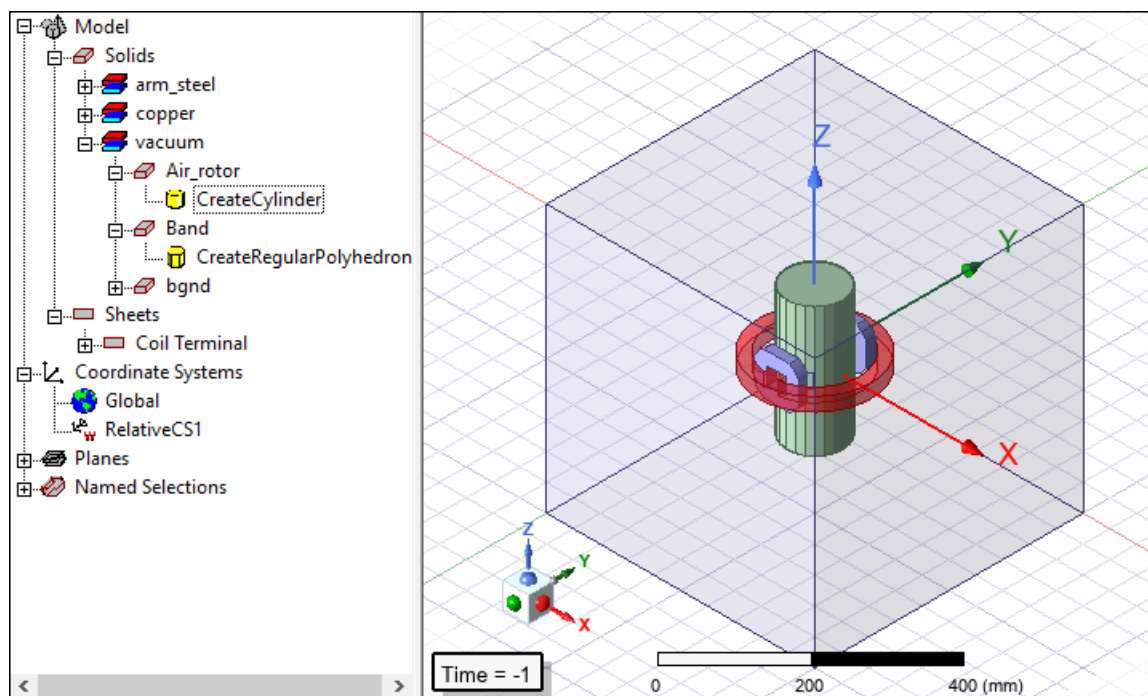 Model
Solids
arm_steel
copper
vacuum
Air_rotor
CreateCylinder
Band
CreateRegularPolyhedron
bgnd
Sheets
Coil Terminal
Coordinate Systems
Global
RelativeCS1
Planes
Named Selections
Z
Y
X
Z
Y
X
Time = -1
0 200 400 (mm)